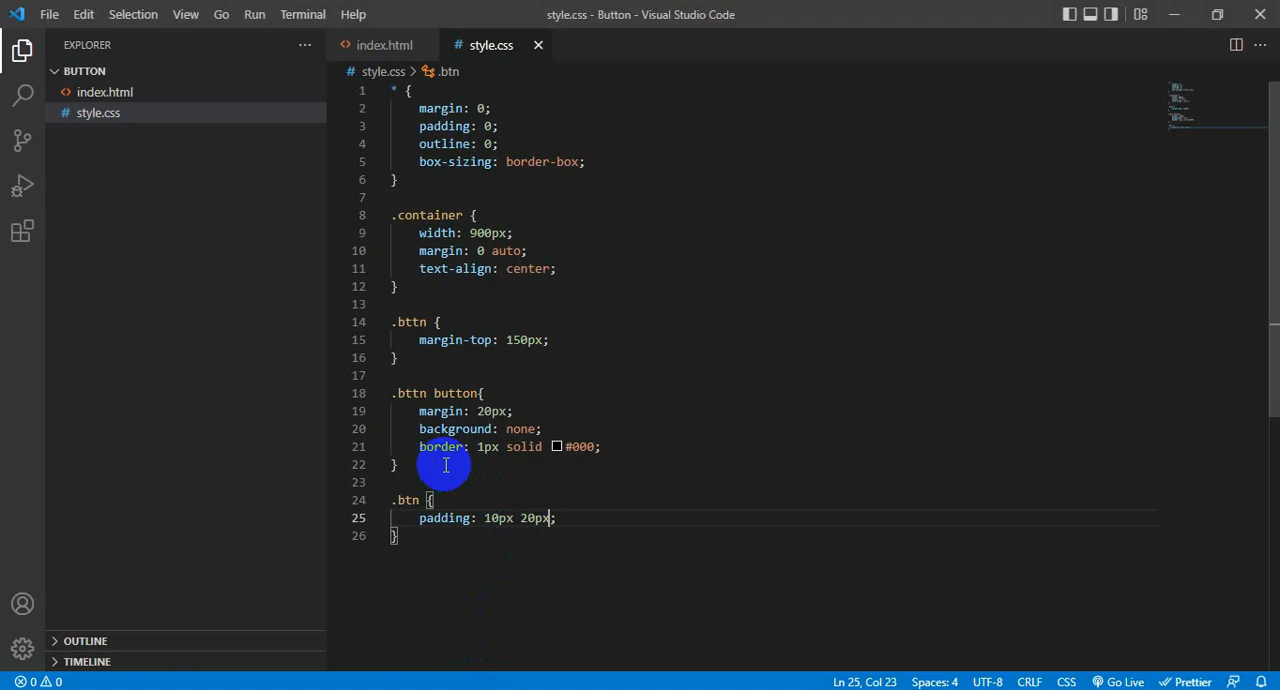 File Edit Selection View Go Run Terminal Help
style.css - Button - Visual Studio Code
EXPLORER
BUTTON
index.html
style.css
index.html
style.css
style.css > .btn
1 * {
2 margin: 0;
3 padding: 0;
4 outline: 0;
5 box-sizing: border-box;
6 }
7
8 .container {
9 width: 900px;
10 margin: 0 auto;
11 text-align: center;
12 }
13
14 .bttn {
15 margin-top: 150px;
16 }
17
18 .bttn button{
19 margin: 20px;
20 background: none;
21 border: 1px solid #000;
22 }
23
24 .btn {
25 padding: 10px 20px;
26 }
OUTLINE
TIMELINE
0 0 Ln 25, Col 23 Spaces: 4 UTF-8 CRLF CSS Go Live Prettier